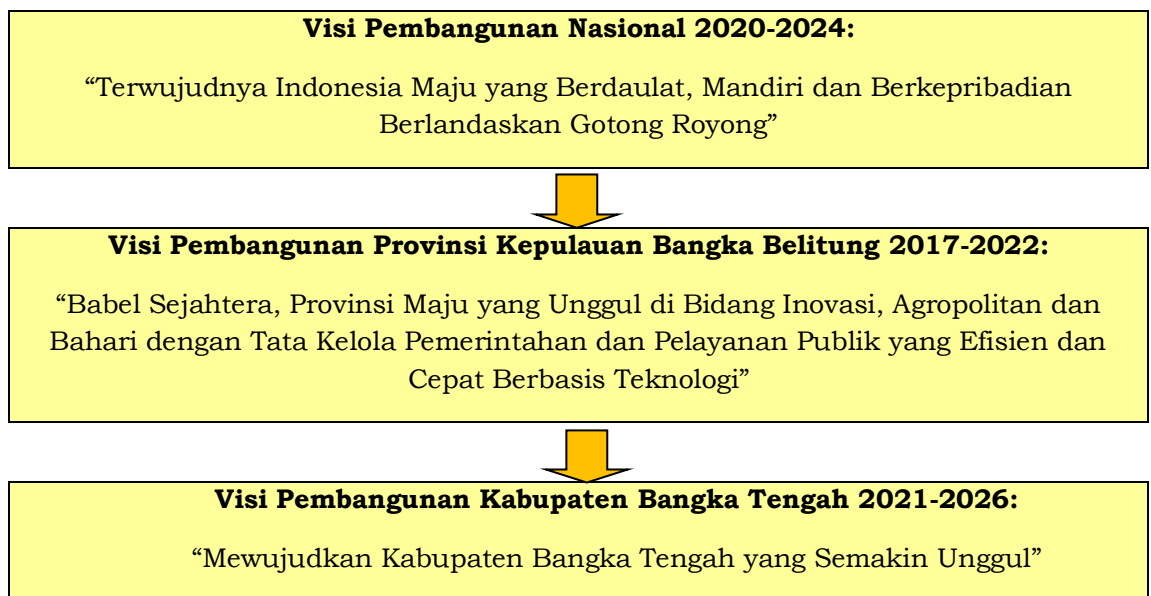 Visi Pembangunan Nasional 2020-2024:
“Terwujudnya Indonesia Maju yang Berdaulat, Mandiri dan Berkepribadian
Berlandaskan Gotong Royong”
Visi Pembangunan Provinsi Kepulauan Bangka Belitung 2017-2022:
“Babel Sejahtera, Provinsi Maju yang Unggul di Bidang Inovasi, Agropolitan dan
Bahari dengan Tata Kelola Pemerintahan dan Pelayanan Publik yang Efisien dan
Cepat Berbasis Teknologi”
Visi Pembangunan Kabupaten Bangka Tengah 2021-2026:
“Mewujudkan Kabupaten Bangka Tengah yang Semakin Unggul”